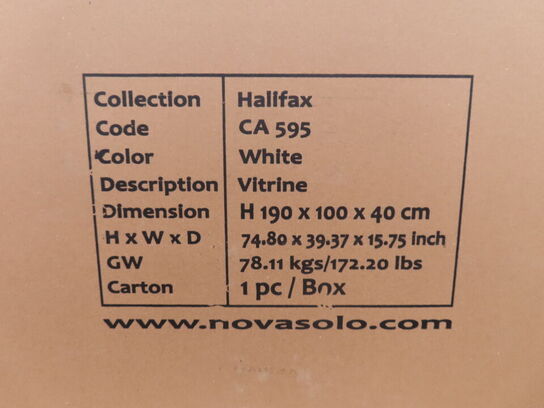 Collection Halifax
Code CA 595
Color White
Description Vitrine
Dimension H 190 x 100 x 40 cm
H x W x D 74.80 x 39.37 x 15.75 inch
GW 78.11 kgs/172.20 lbs
Carton 1 pc / Box
www.novasolo.com